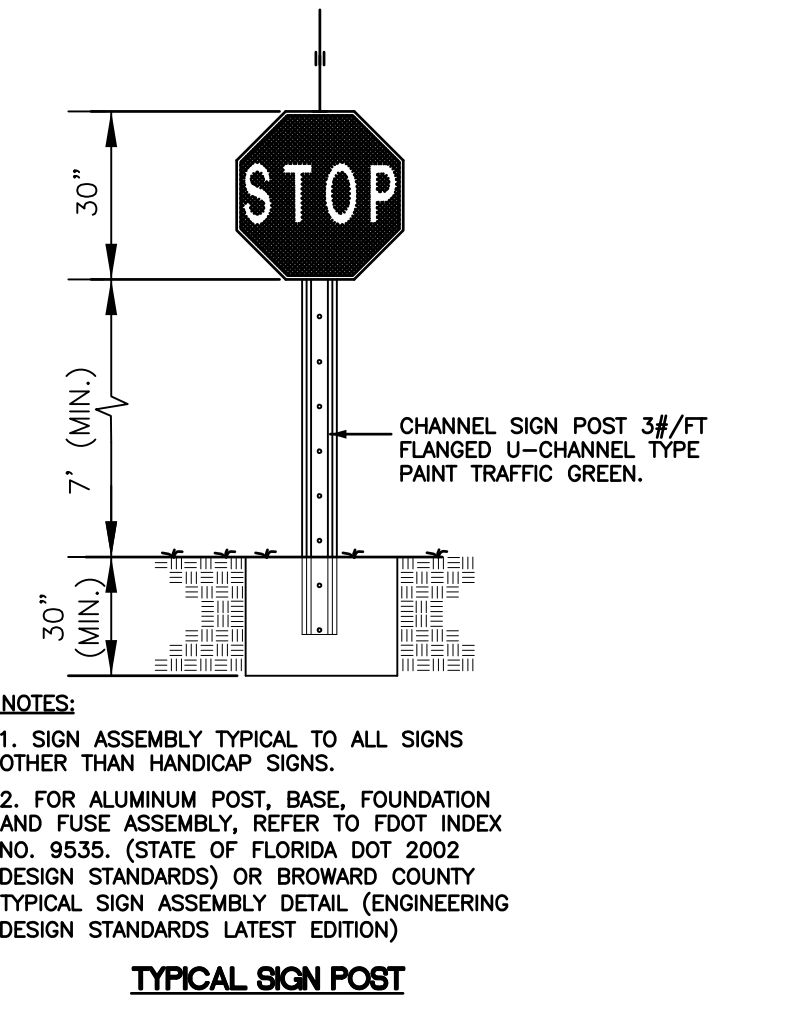 30"
STOP
7' (MIN.)
CHANNEL SIGN POST 3#/FT
FLANGED U-CHANNEL TYPE
PAINT TRAFFIC GREEN.
30"
(MIN.)
NOTES:
1. SIGN ASSEMBLY TYPICAL TO ALL SIGNS
OTHER THAN HANDICAP SIGNS.
2. FOR ALUMINUM POST, BASE, FOUNDATION
AND FUSE ASSEMBLY, REFER TO FDOT INDEX
NO. 9535. (STATE OF FLORIDA DOT 2002
DESIGN STANDARDS) OR BROWARD COUNTY
TYPICAL SIGN ASSEMBLY DETAIL (ENGINEERING
DESIGN STANDARDS LATEST EDITION)
TYPICAL SIGN POST